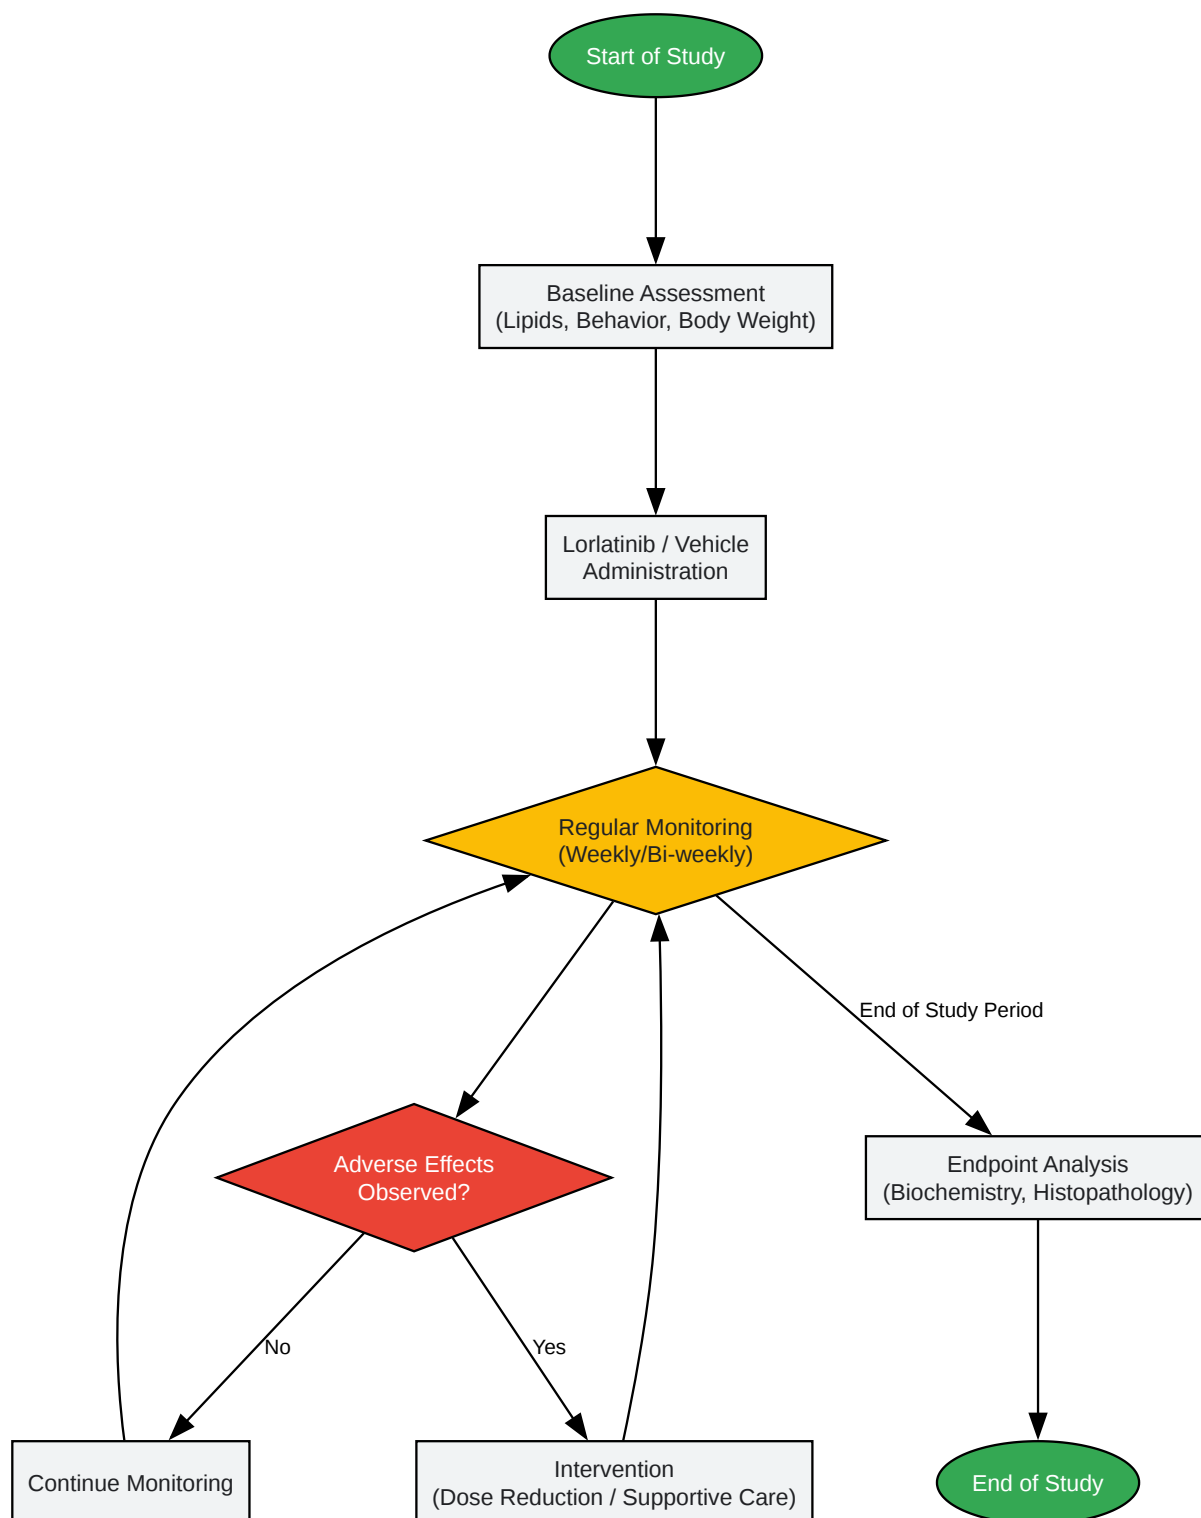 Start of Study
Baseline Assessment
(Lipids, Behavior, Body Weight)
Lorlatinib / Vehicle
Administration
Regular Monitoring
(Weekly/Bi-weekly)
End of Study Period
Adverse Effects
Observed?
Endpoint Analysis
(Biochemistry, Histopathology)
No
Yes
Continue Monitoring
Intervention
(Dose Reduction / Supportive Care)
End of Study